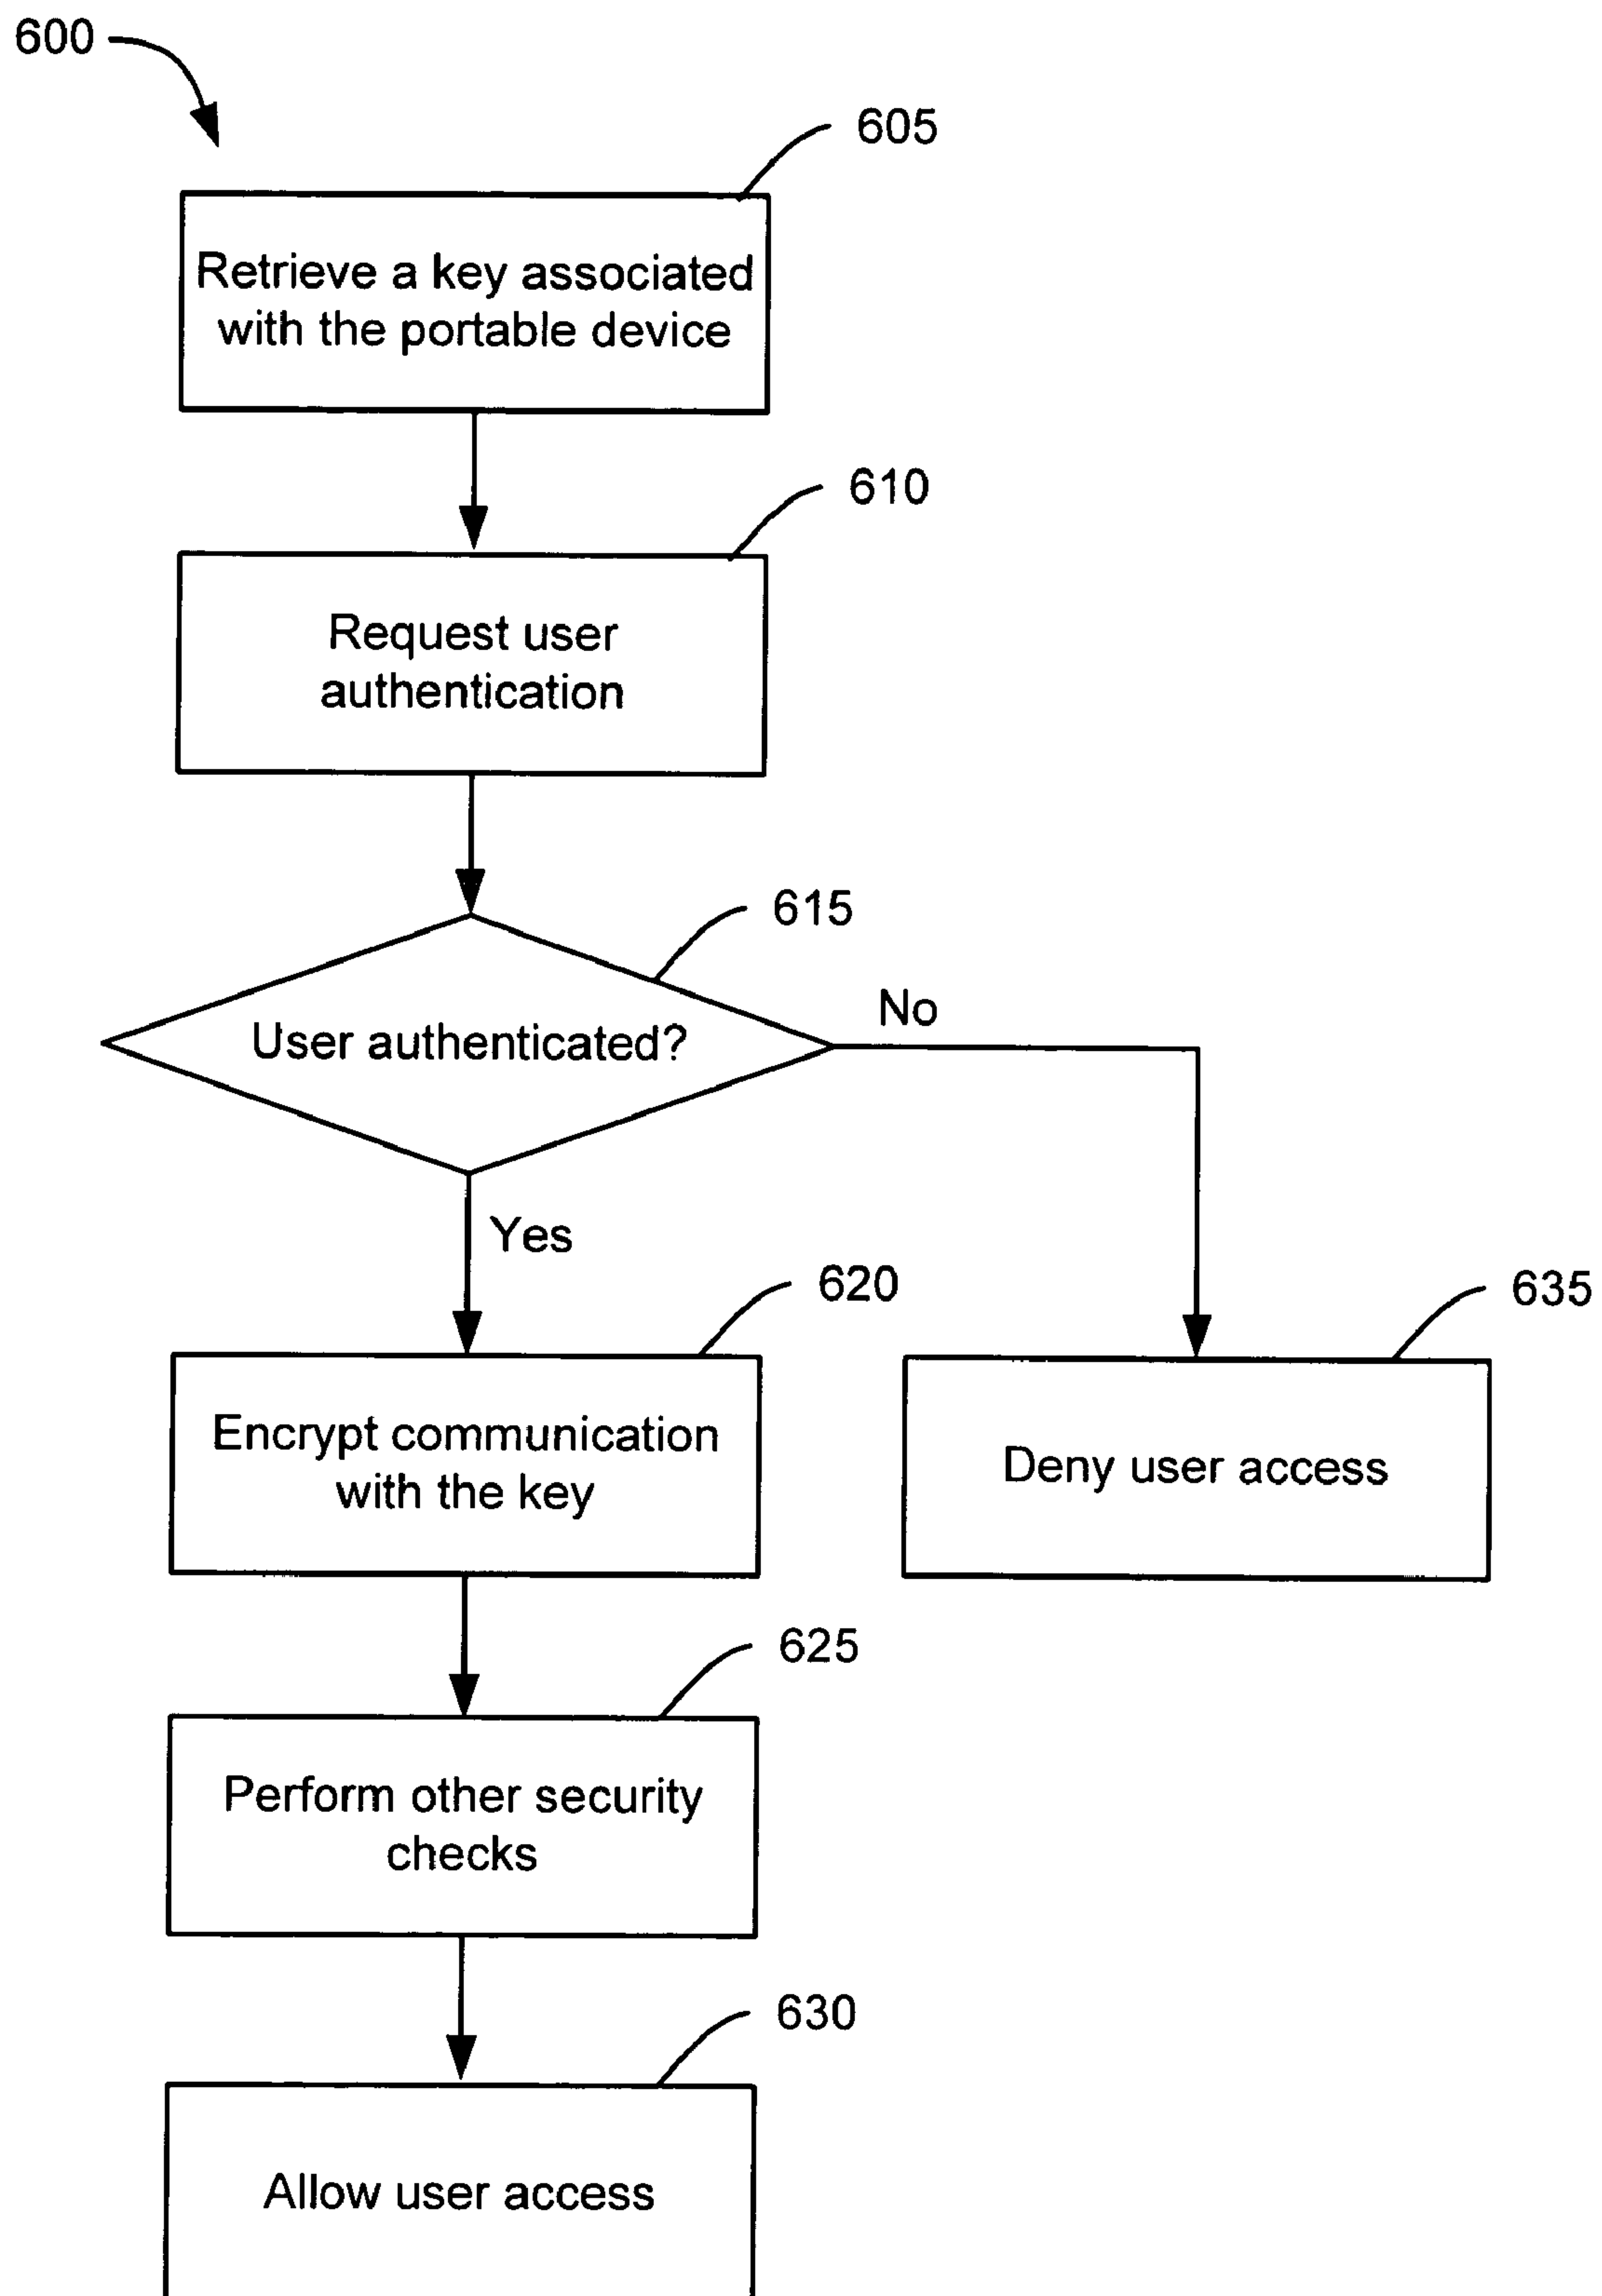 600
605
Retrieve a key associated
with the portable device
610
Request user
authentication
615
User authenticated?
No
Yes
620
Encrypt communication
with the key
635
Deny user access
625
Perform other security
checks
630
Allow user access